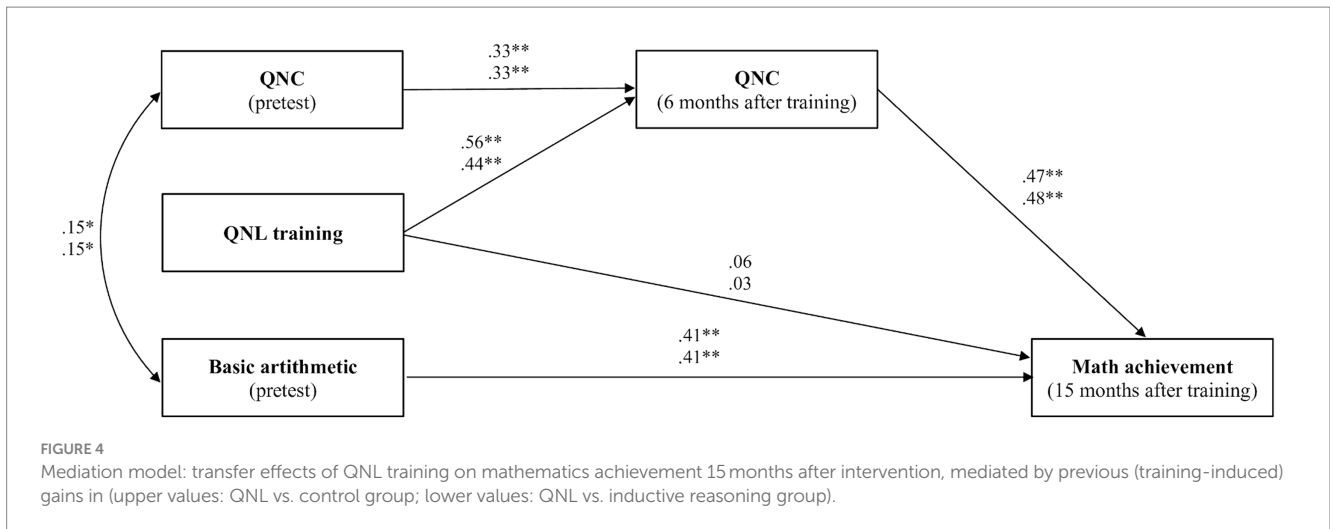 .33**
.33**
QNC
(pretest)
QNC
(6 months after training)
.56**
.44**
.47**
.48**
.15*
.15*
QNL training
.06
.03
.41**
.41**
Basic artithmetic
(pretest)
Math achievement
(15 months after training)
FIGURE 4
Mediation model: transfer effects of QNL training on mathematics achievement 15 months after intervention, mediated by previous (training-induced)
gains in (upper values: QNL vs. control group; lower values: QNL vs. inductive reasoning group).